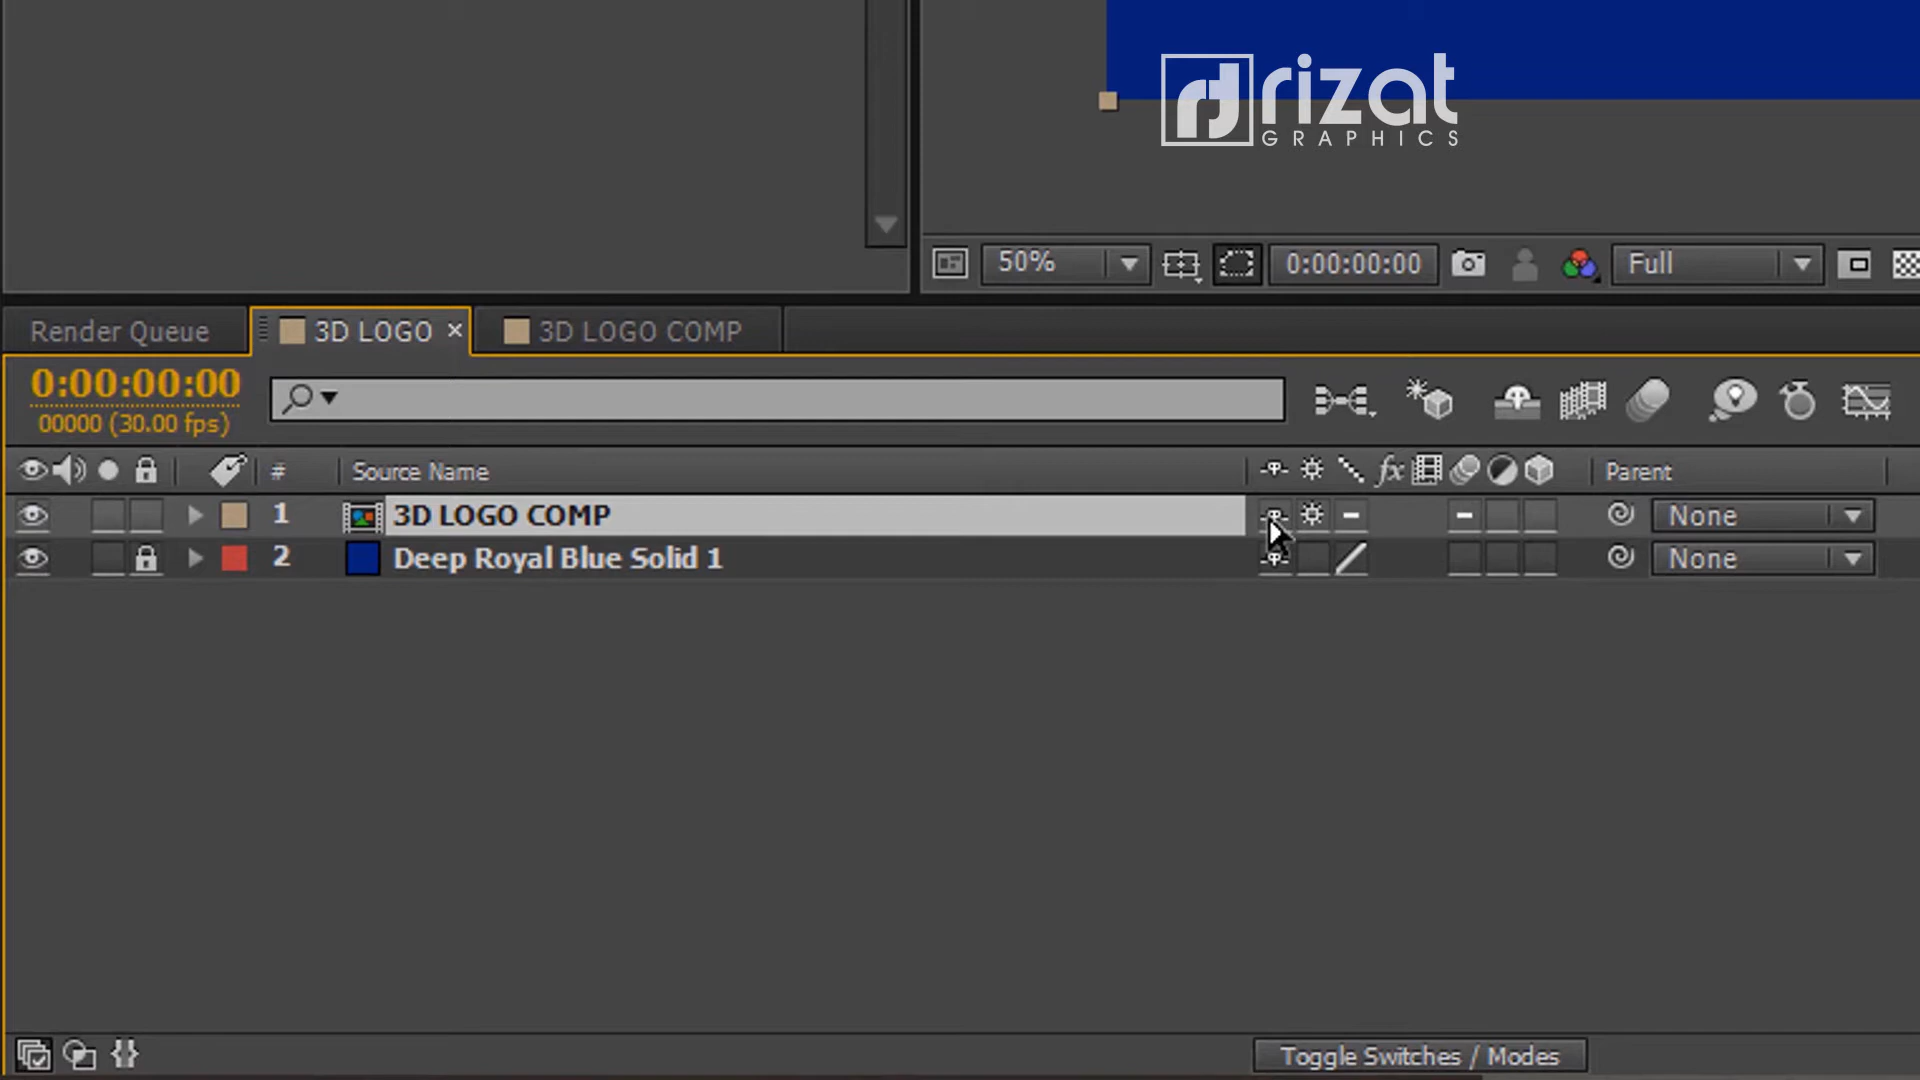 rizat
GRAPHICS
50%
0:00:00:00
Full
Render Queue
3D LOGO ×
3D LOGO COMP
0:00:00:00
00000 (30.00 fps)
# Source Name
fx
Parent
1 3D LOGO COMP
None
2 Deep Royal Blue Solid 1
None
Toggle Switches / Modes